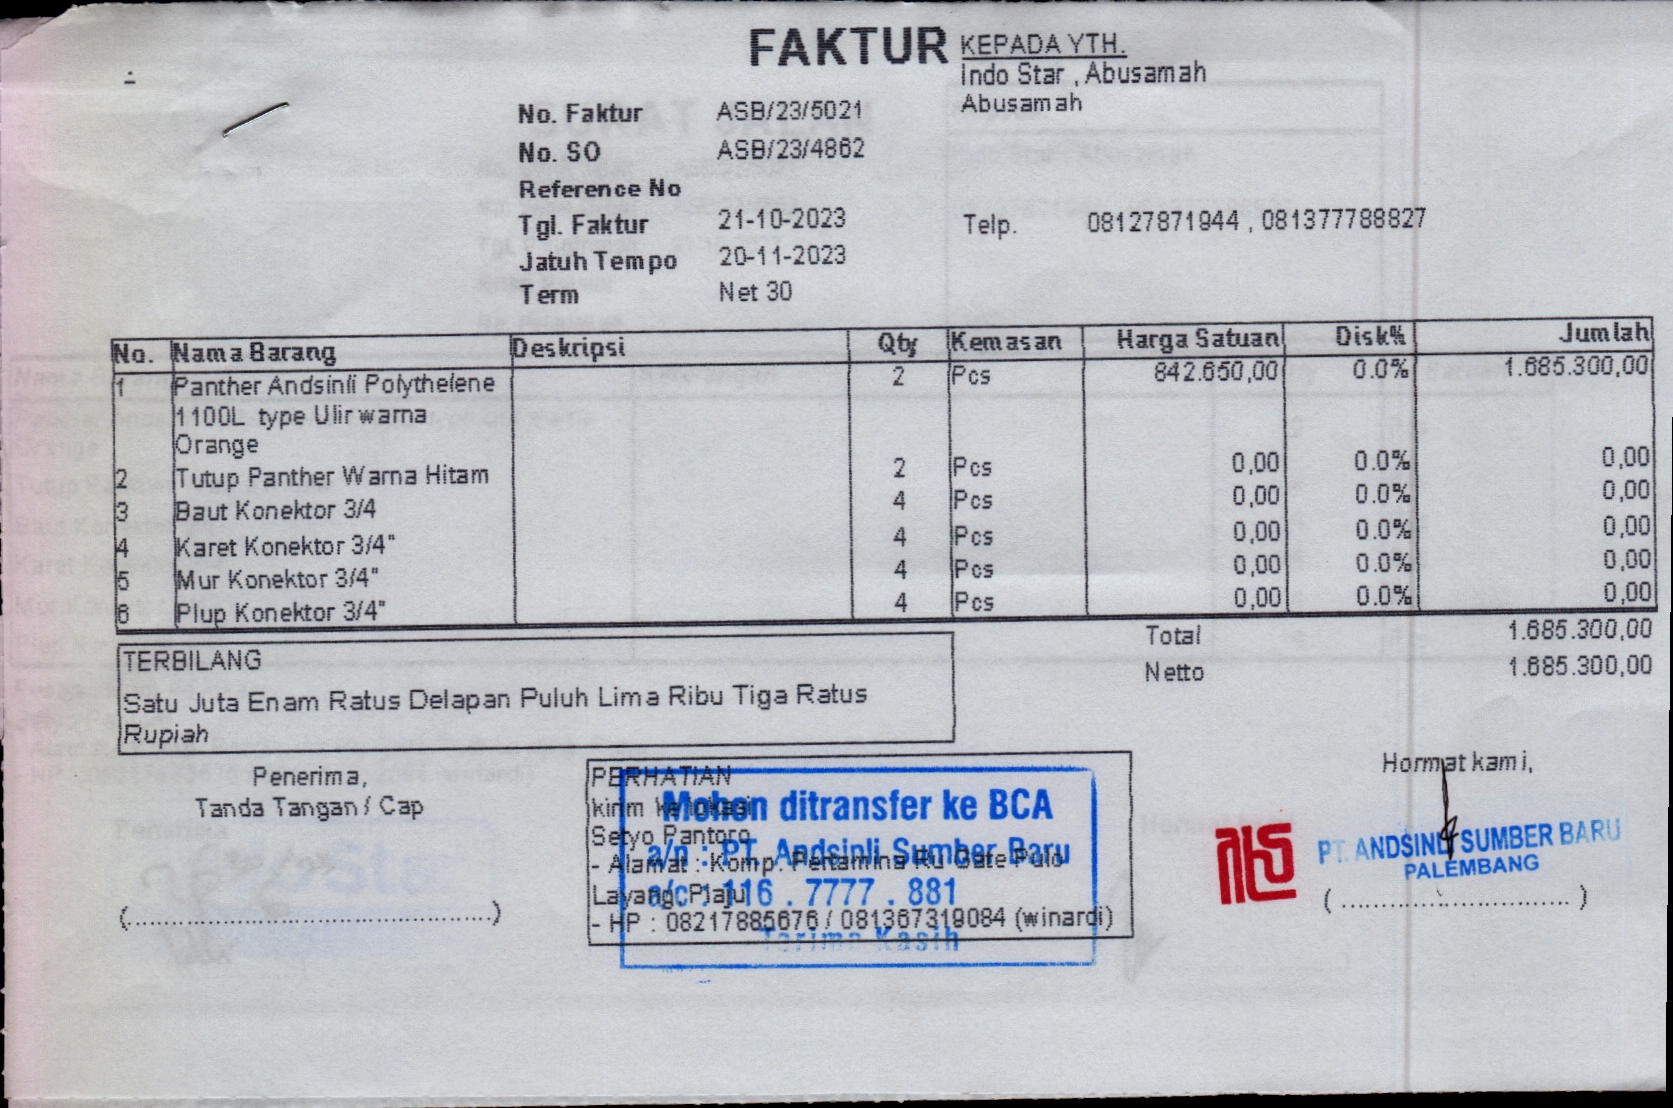 FAKTUR
KEPADA YTH.
Indo Star , Abusamah
Abusamah
No. Faktur ASB/23/5021
No. SO ASB/23/4862
Reference No
Tgl. Faktur 21-10-2023
Telp. 08127871944 , 081377788827
Jatuh Tempo 20-11-2023
Term Net 30
No. Nama Barang Deskripsi Qty Kemasan Harga Satuan Disk% Jumlah
1 Panther Andsinli Polythelene 2 Pcs 842.650,00 0.0% 1.685.300,00
1100L type Ulir warna
Orange
2 Tutup Panther Warna Hitam 2 Pcs 0,00 0.0% 0,00
3 Baut Konektor 3/4 4 Pcs 0,00 0.0% 0,00
4 Karet Konektor 3/4" 4 Pcs 0,00 0.0% 0,00
5 Mur Konektor 3/4" 4 Pcs 0,00 0.0% 0,00
6 Plup Konektor 3/4" 4 Pcs 0,00 0.0% 0,00
Total 1.685.300,00
Netto 1.685.300,00
TERBILANG
Satu Juta Enam Ratus Delapan Puluh Lima Ribu Tiga Ratus
Rupiah
Penerima,
Tanda Tangan / Cap
(..........................................)
PERHATIAN
kirim ke lokasi
Setyo Pantoro
- Alamat : Komp. Pertamina Ru Gate Pulo
Layang Plaju
- HP : 08217885676 / 081367319084 (winardi)
Mohon ditransfer ke BCA
a/n : PT. Andsinli Sumber Baru
a/c : 116 . 7777 . 881
Terima Kasih
Hormat kami,
als
PT. ANDSINLI SUMBER BARU
PALEMBANG
(............................)